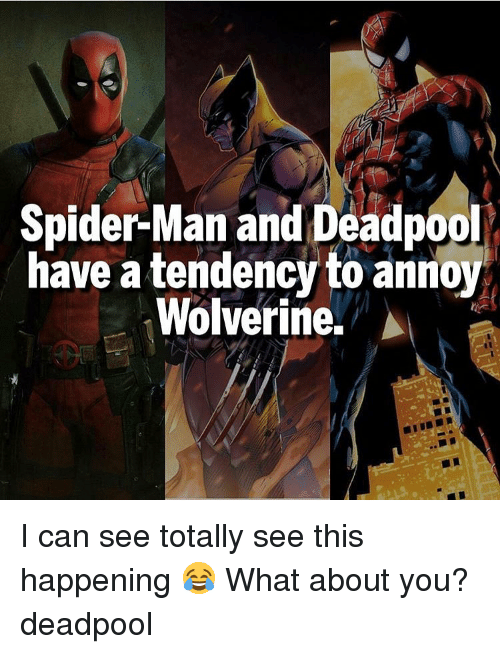 Spider-Man and Deadpool
have a tendency to annoy
Wolverine.
I can see totally see this
happening 😂 What about you?
deadpool